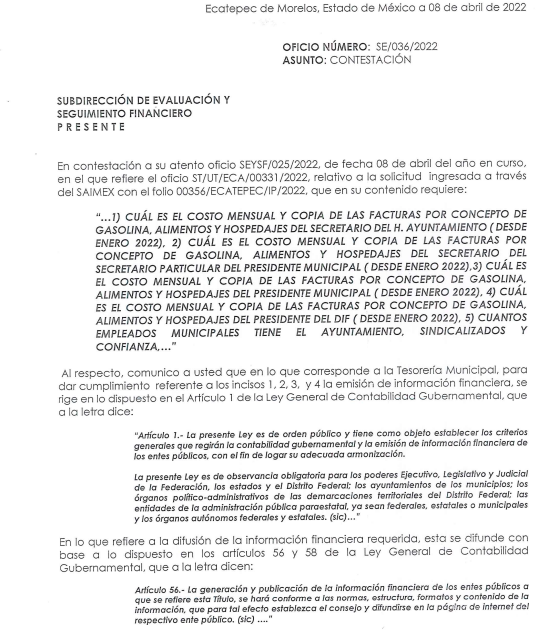 Ecatepec de Morelos, Estado de México a 08 de abril de 2022
OFICIO NÚMERO: SE/036/2022
ASUNTO: CONTESTACIÓN
SUBDIRECCIÓN DE EVALUACIÓN Y
SEGUIMIENTO FINANCIERO
P R E S E N T E
En contestación a su atento oficio SEYSF/025/2022, de fecha 08 de abril del año en curso,
en el que refiere el oficio ST/UT/ECA/00331/2022, relativo a la solicitud ingresada a través
del SAIMEX con el folio 00356/ECATEPEC/IP/2022, que en su contenido requiere:
"...1) CUÁL ES EL COSTO MENSUAL Y COPIA DE LAS FACTURAS POR CONCEPTO DE
GASOLINA, ALIMENTOS Y HOSPEDAJES DEL SECRETARIO DEL H. AYUNTAMIENTO ( DESDE
ENERO 2022), 2) CUÁL ES EL COSTO MENSUAL Y COPIA DE LAS FACTURAS POR
CONCEPTO DE GASOLINA, ALIMENTOS Y HOSPEDAJES DEL SECRETARIO DEL
SECRETARIO PARTICULAR DEL PRESIDENTE MUNICIPAL ( DESDE ENERO 2022),3) CUÁL ES
EL COSTO MENSUAL Y COPIA DE LAS FACTURAS POR CONCEPTO DE GASOLINA,
ALIMENTOS Y HOSPEDAJES DEL PRESIDENTE MUNICIPAL ( DESDE ENERO 2022), 4) CUÁL
ES EL COSTO MENSUAL Y COPIA DE LAS FACTURAS POR CONCEPTO DE GASOLINA,
ALIMENTOS Y HOSPEDAJES DEL PRESIDENTE DEL DIF ( DESDE ENERO 2022), 5) CUANTOS
EMPLEADOS MUNICIPALES TIENE EL AYUNTAMIENTO, SINDICALIZADOS Y
CONFIANZA,..."
Al respecto, comunico a usted que en lo que corresponde a la Tesorería Municipal, para
dar cumplimiento referente a los incisos 1, 2, 3, y 4 la emisión de información financiera, se
rige en lo dispuesto en el Artículo 1 de la Ley General de Contabilidad Gubernamental, que
a la letra dice:
"Artículo 1.- La presente Ley es de orden público y tiene como objeto establecer los criterios
generales que regirán la contabilidad gubernamental y la emisión de información financiera de
los entes públicos, con el fin de logar su adecuada armonización.
La presente Ley es de observancia obligatoria para los poderes Ejecutivo, Legislativo y Judicial
de la Federación, los estados y el Distrito Federal; los ayuntamientos de los municipios; los
órganos político-administrativos de las demarcaciones territoriales del Distrito Federal; las
entidades de la administración pública paraestatal, ya sean federales, estatales o municipales
y los órganos autónomos federales y estatales. (sic)..."
En lo que refiere a la difusión de la información financiera requerida, esta se difunde con
base a lo dispuesto en los artículos 56 y 58 de la Ley General de Contabilidad
Gubernamental, que a la letra dicen:
Artículo 56.- La generación y publicación de la información financiera de los entes públicos a
que se refiere esta Título, se hará conforme a las normas, estructura, formatos y contenido de la
información, que para tal efecto establezca el consejo y difundirse en la página de internet del
respectivo ente público. (sic) ...."